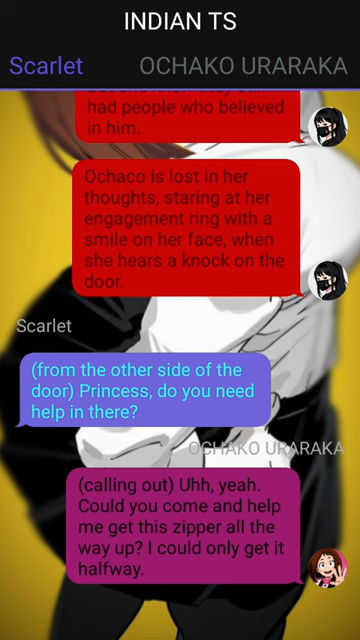 INDIAN TS
Scarlet OCHAKO URARAKA
had people who believed
in him.
Ochaco is lost in her
thoughts, staring at her
engagement ring with a
smile on her face, when
she hears a knock on the
door.
Scarlet
(from the other side of the
door) Princess, do you need
help in there?
OCHAKO URARAKA
(calling out) Uhh, yeah.
Could you come and help
me get this zipper all the
way up? I could only get it
halfway.